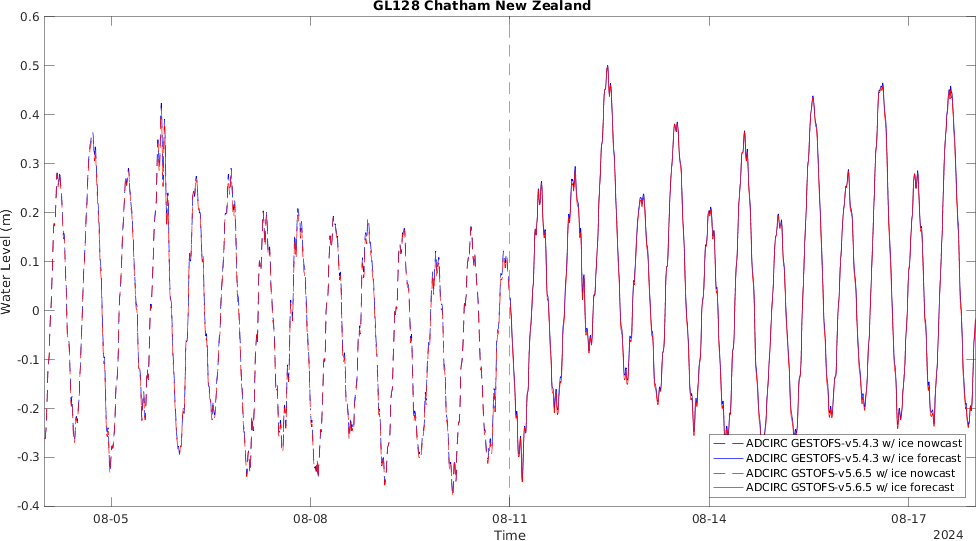 GL128 Chatham New Zealand
0.6
0.5
0.4
0.3
0.2
0.1
0
-0.1
-0.2
-0.3
-0.4
Water Level (m)
ADCIRC GESTOFS-v5.4.3 w/ ice nowcast
ADCIRC GESTOFS-v5.4.3 w/ ice forecast
ADCIRC GSTOFS-v5.6.5 w/ ice nowcast
ADCIRC GSTOFS-v5.6.5 w/ ice forecast
08-05 08-08 08-11 08-14 08-17
Time
2024